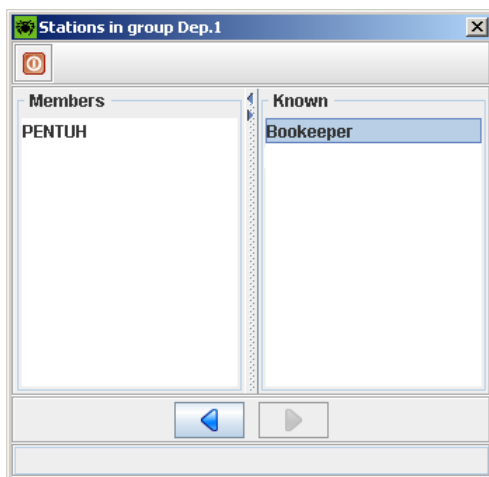 Stations in group Dep.1
Members
PENTUH
Known
Bookeeper